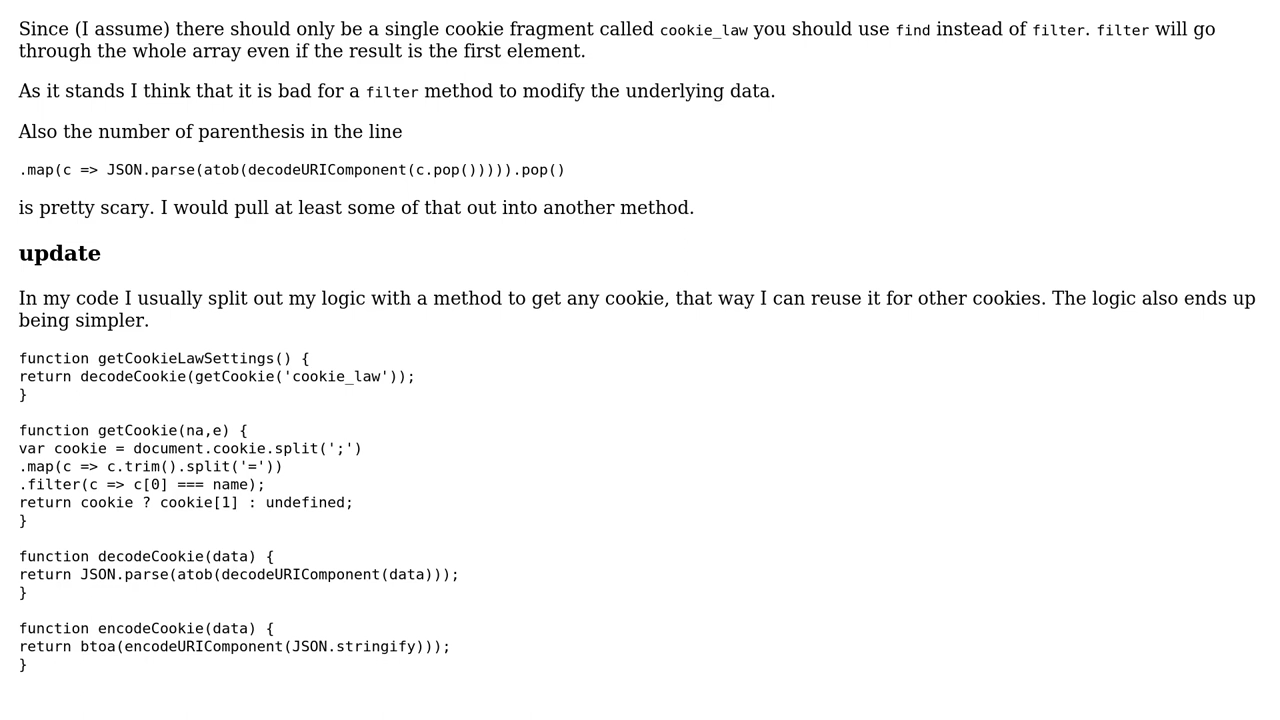 Since (I assume) there should only be a single cookie fragment called cookie_law you should use find instead of filter. filter will go
through the whole array even if the result is the first element.
As it stands I think that it is bad for a filter method to modify the underlying data.
Also the number of parenthesis in the line
.map(c => JSON.parse(atob(decodeURIComponent(c.pop())))).pop()
is pretty scary. I would pull at least some of that out into another method.
update
In my code I usually split out my logic with a method to get any cookie, that way I can reuse it for other cookies. The logic also ends up
being simpler.
function getCookieLawSettings() {
return decodeCookie(getCookie('cookie_law'));
}
function getCookie(na,e) {
var cookie = document.cookie.split(';')
.map(c => c.trim().split('='))
.filter(c => c[0] === name);
return cookie ? cookie[1] : undefined;
}
function decodeCookie(data) {
return JSON.parse(atob(decodeURIComponent(data)));
}
function encodeCookie(data) {
return btoa(encodeURIComponent(JSON.stringify)));
}